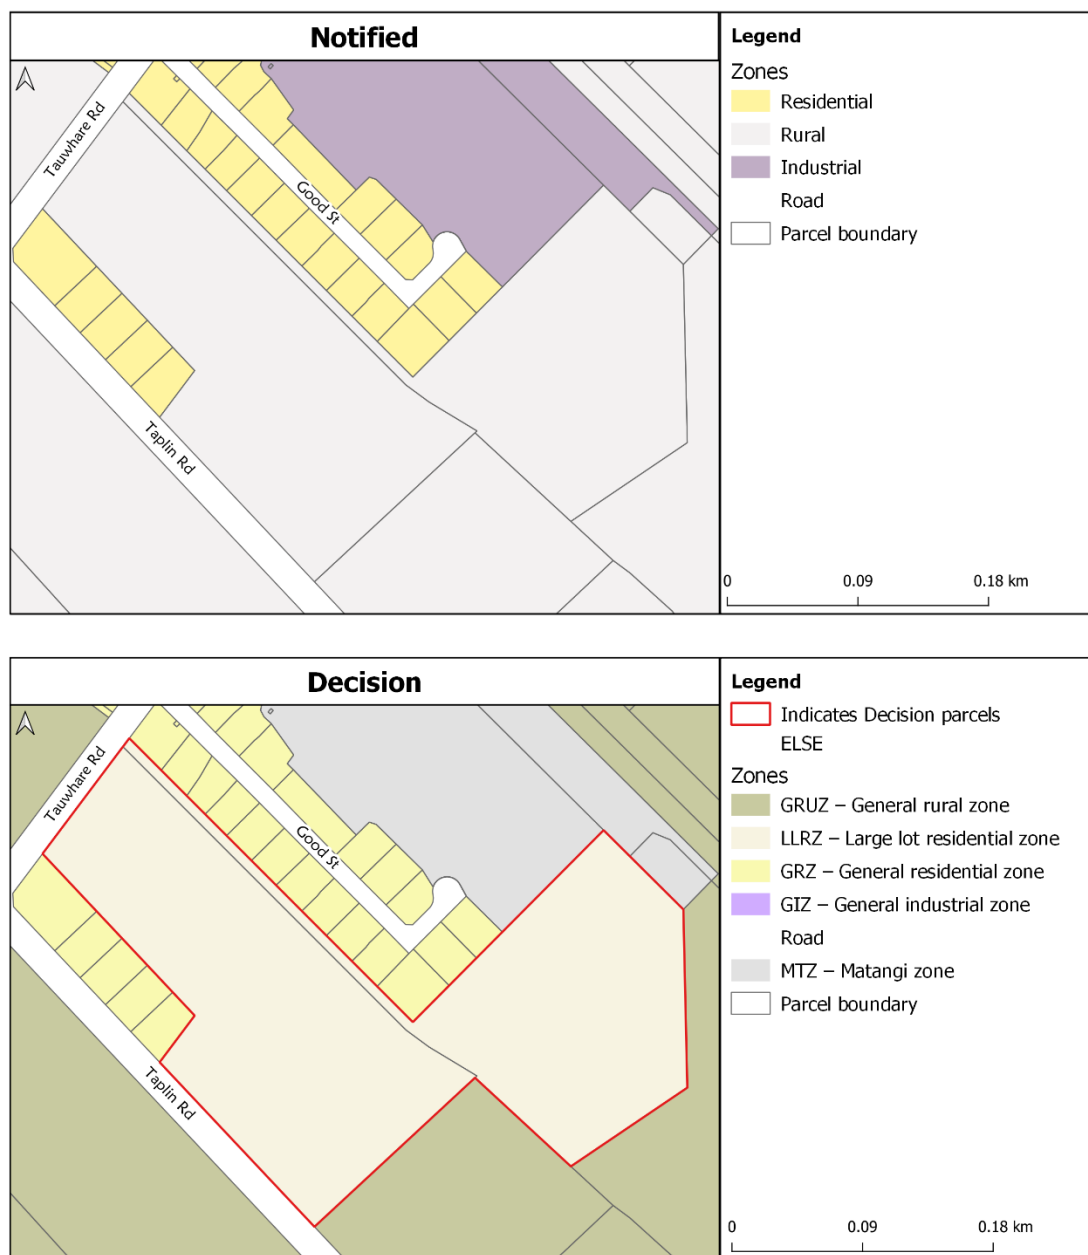 Notified
Tauwhare Rd
Good St
Taplin Rd
Legend
Zones
Residential
Rural
Industrial
Road
Parcel boundary
0 0.09 0.18 km
Decision
Tauwhare Rd
Good St
Taplin Rd
Legend
Indicates Decision parcels
ELSE
Zones
GRUZ – General rural zone
LLRZ – Large lot residential zone
GRZ – General residential zone
GIZ – General industrial zone
Road
MTZ – Matangi zone
Parcel boundary
0 0.09 0.18 km